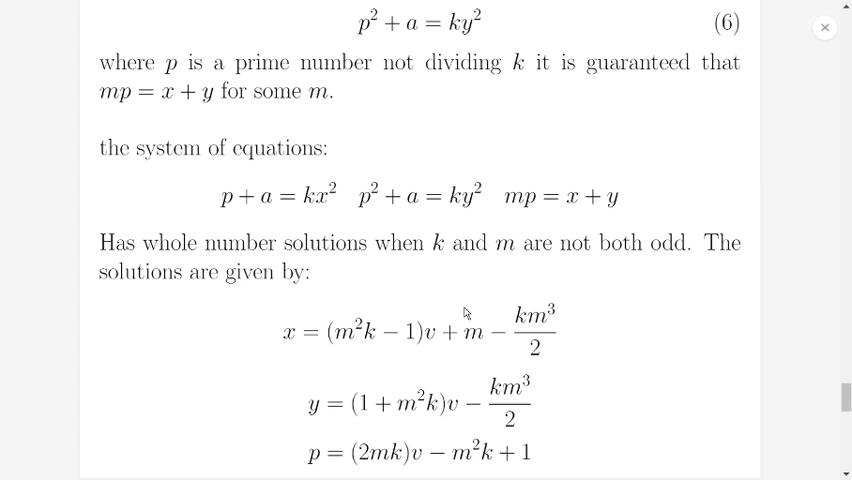 p² + a = ky² (6)
where p is a prime number not dividing k it is guaranteed that
mp = x + y for some m.
the system of equations:
p + a = kx² p² + a = ky² mp = x + y
Has whole number solutions when k and m are not both odd. The
solutions are given by:
x = (m²k − 1)v + m − km³/2
y = (1 + m²k)v − km³/2
p = (2mk)v − m²k + 1